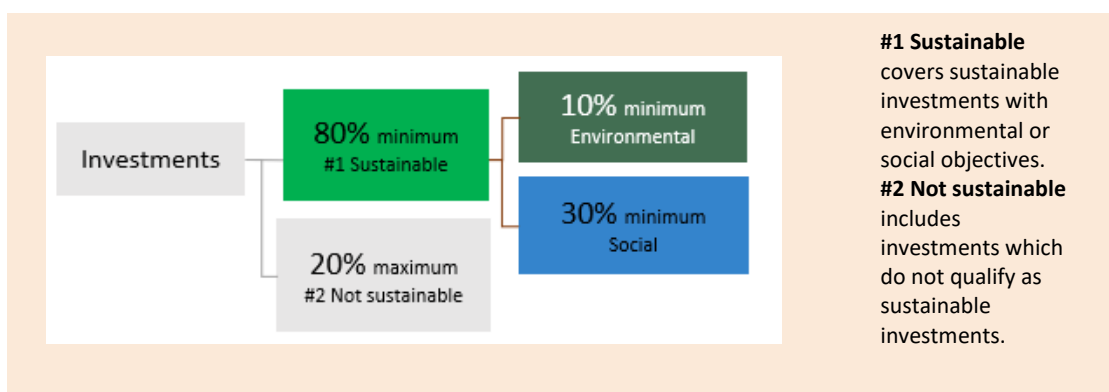 Investments
80% minimum
#1 Sustainable
20% maximum
#2 Not sustainable
10% minimum
Environmental
30% minimum
Social
#1 Sustainable
covers sustainable
investments with
environmental or
social objectives.
#2 Not sustainable
includes
investments which
do not qualify as
sustainable
investments.